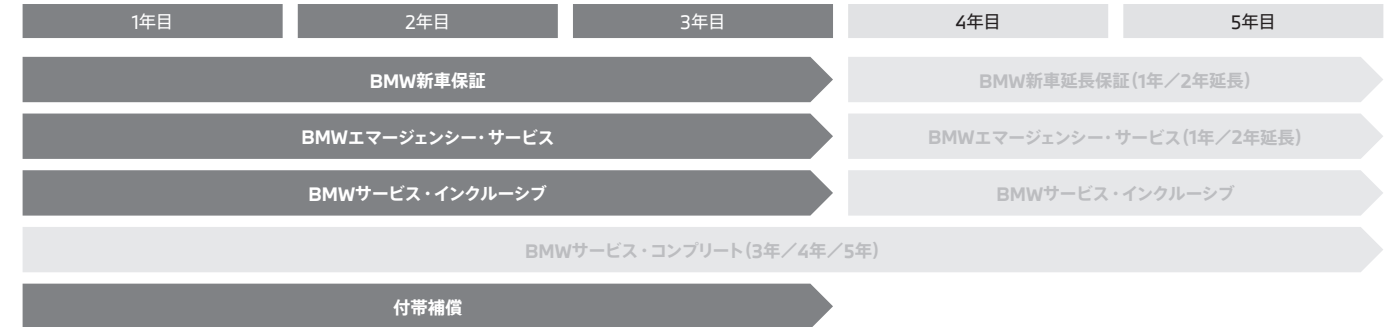 1年目 2年目 3年目 4年目 5年目
BMW新車保証 BMW新車延長保証(1年／2年延長)
BMWエマージェンシー・サービス BMWエマージェンシー・サービス(1年／2年延長)
BMWサービス・インクルーシブ BMWサービス・インクルーシブ
BMWサービス・コンプリート(3年／4年／5年)
付帯補償